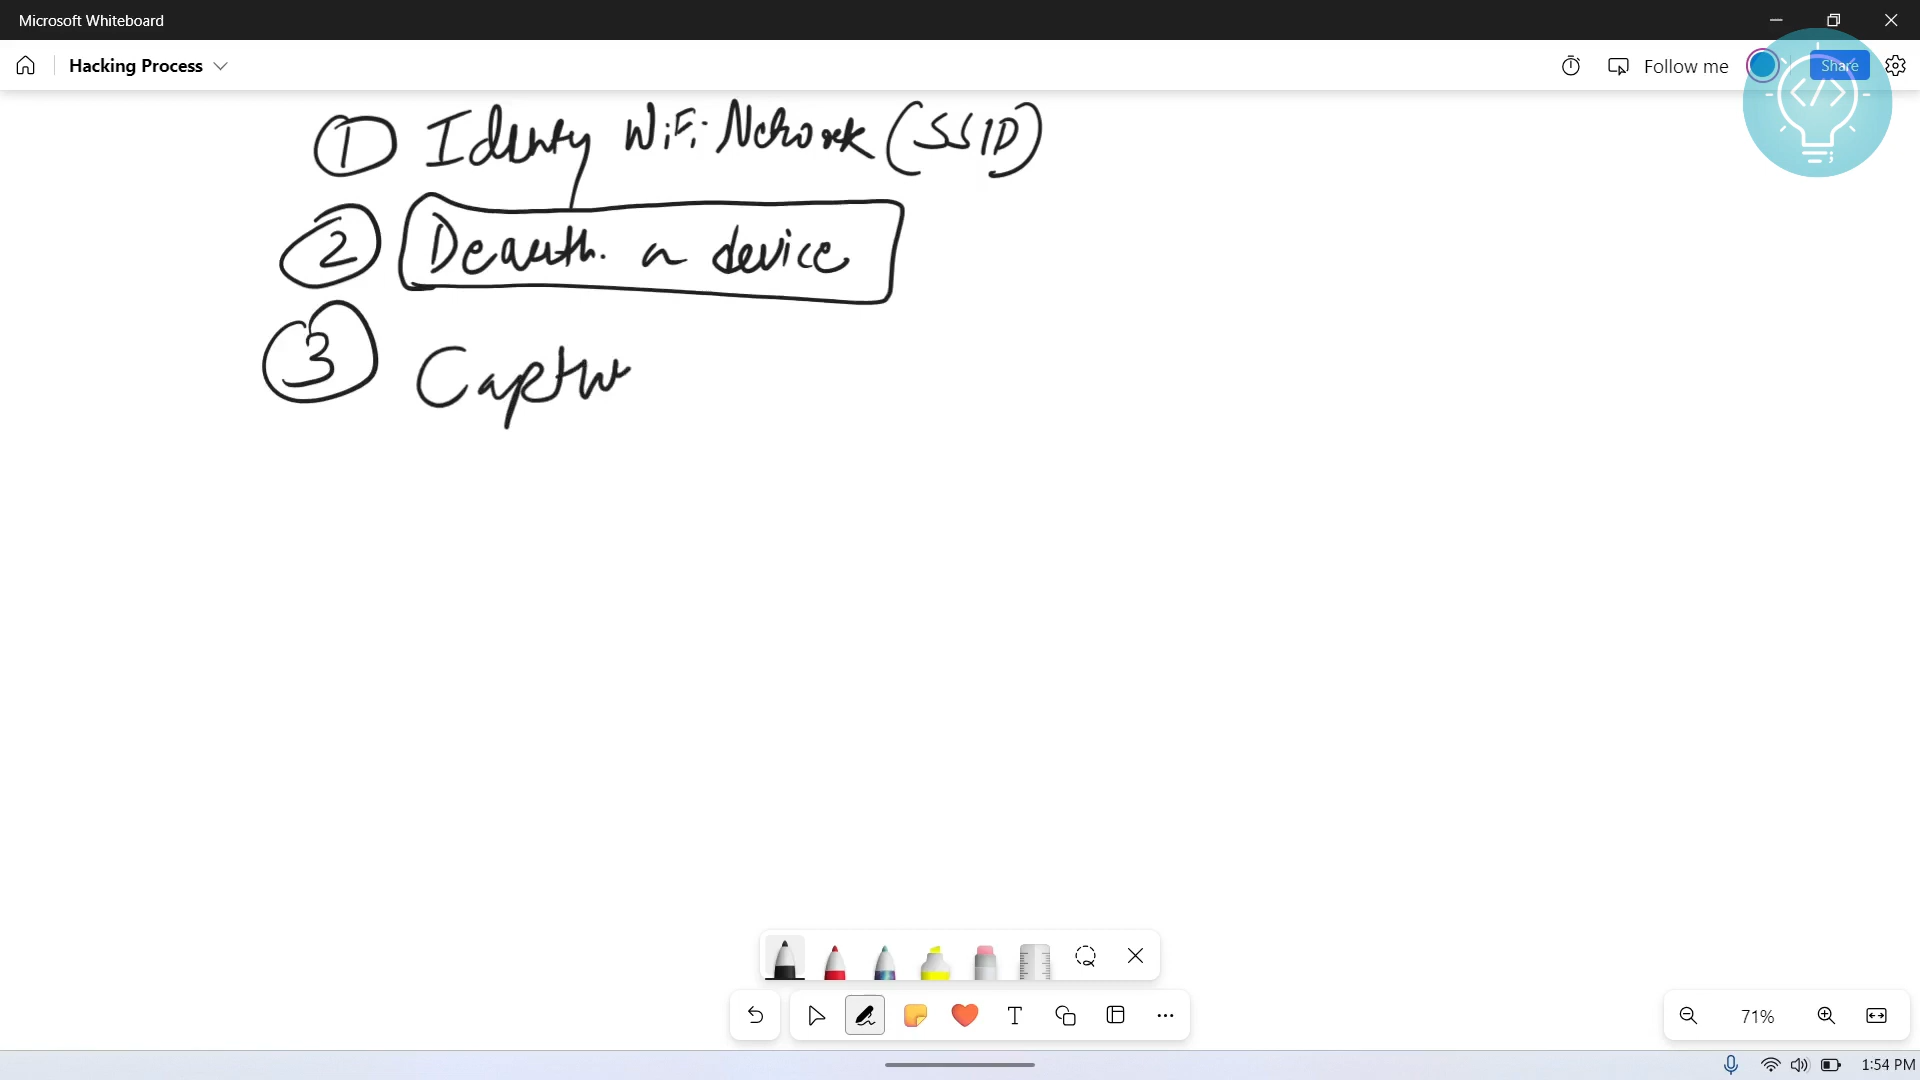 Microsoft Whiteboard
Hacking Process
Follow me
Share
1 Identy WiFi Network (SSID)
2 Deauth. a device
3 Captu
71%
1:54 PM